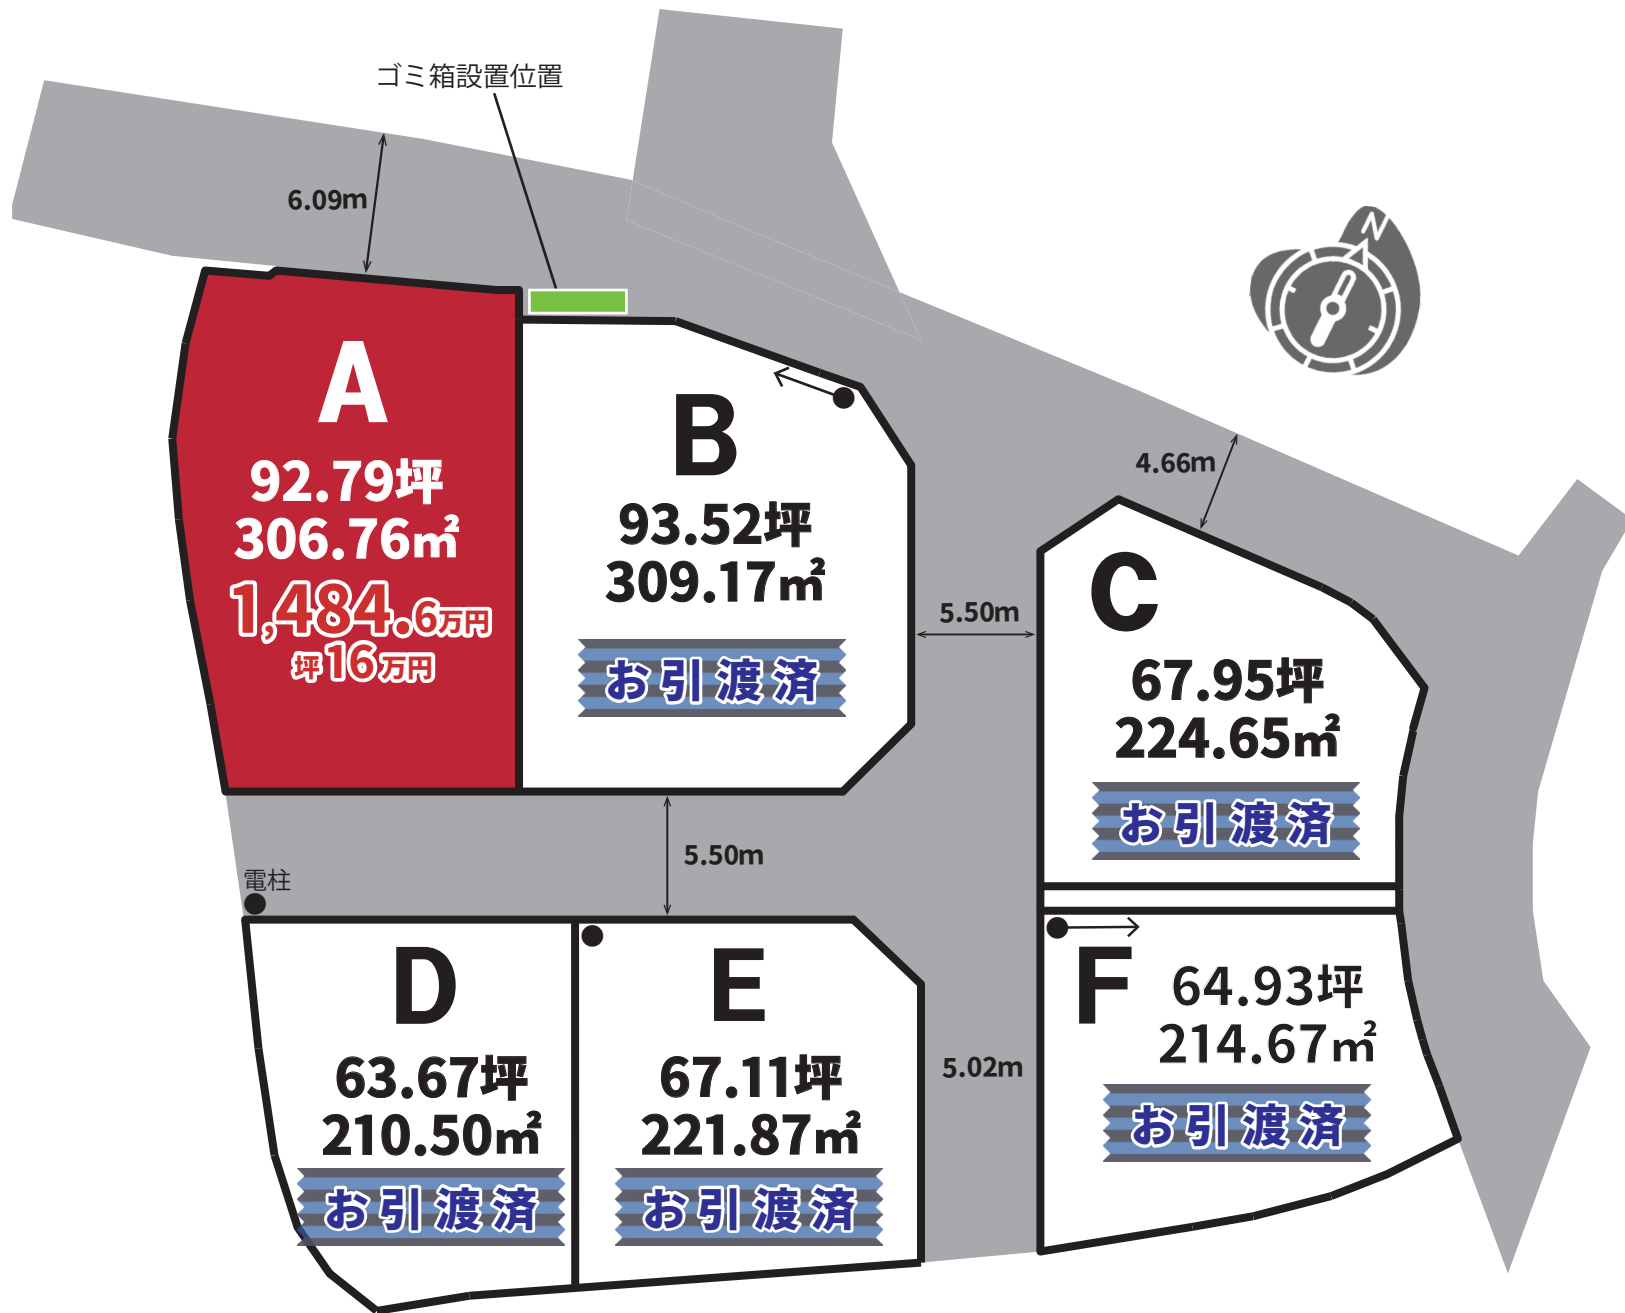 ゴミ箱設置位置
6.09m
N
A
92.79坪
306.76㎡
1,484.6万円
坪16万円
B
93.52坪
309.17㎡
お引渡済
4.66m
5.50m
C
67.95坪
224.65㎡
お引渡済
5.50m
電柱
D
63.67坪
210.50㎡
お引渡済
E
67.11坪
221.87㎡
お引渡済
5.02m
F
64.93坪
214.67㎡
お引渡済